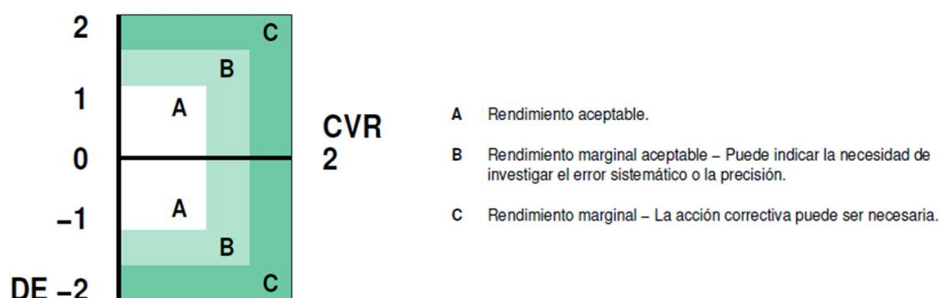 2
C
B
1
A
CVR
0
2
A
-1
B
C
DE -2
A Rendimiento aceptable.
B Rendimiento marginal aceptable – Puede indicar la necesidad de
investigar el error sistemático o la precisión.
C Rendimiento marginal – La acción correctiva puede ser necesaria.